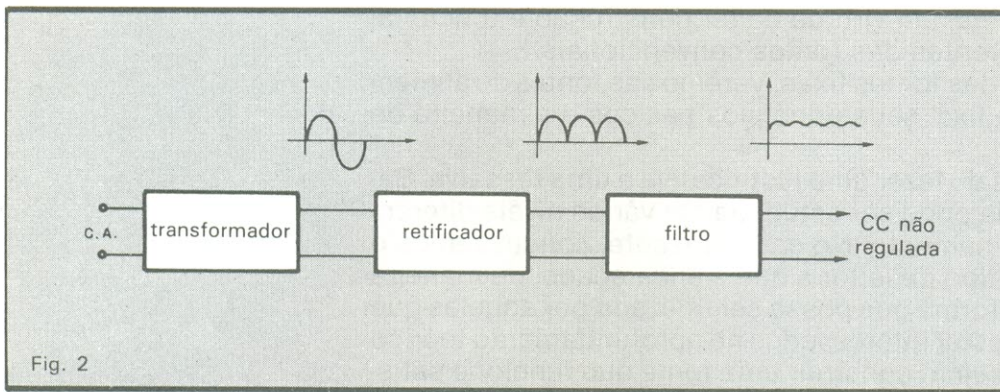 C.A.
transformador
retificador
filtro
CC não
regulada
Fig. 2